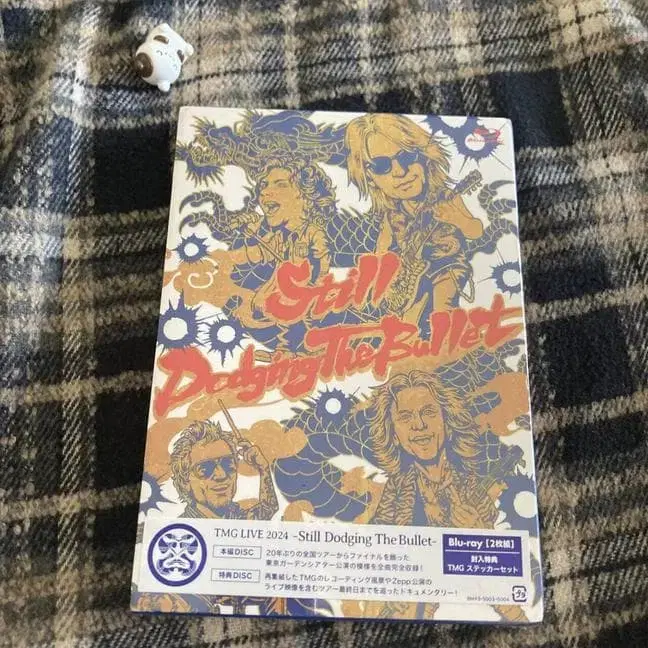 Still
Dodging The Bullet
TMG LIVE 2024 -Still Dodging The Bullet-
本編DISC
20年ぶりの全国ツアーからファイナルを飾った
東京ガーデンシアター公演の模様を全曲完全収録！
特典DISC
再集結したTMGのレコーディング風景やZepp公演の
ライブ映像を含むツアー最終日までを追ったドキュメンタリー！
Blu-ray【2枚組】
封入特典
TMG ステッカーセット